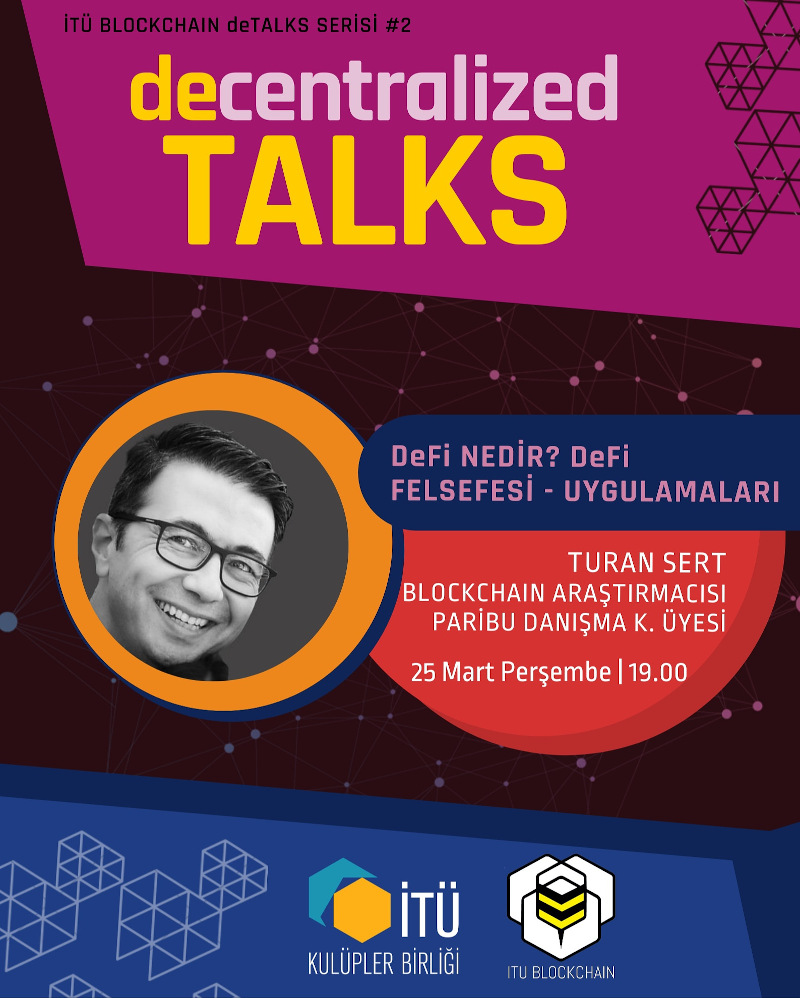 İTÜ BLOCKCHAIN deTALKS SERİSİ #2
decentralized
TALKS
DeFi NEDİR? DeFi
FELSEFESİ - UYGULAMALARI
TURAN SERT
BLOCKCHAIN ARAŞTIRMACISI
PARİBU DANIŞMA K. ÜYESİ
25 Mart Perşembe | 19.00
İTÜ
KULÜPLER BİRLİĞİ
ITU BLOCKCHAIN